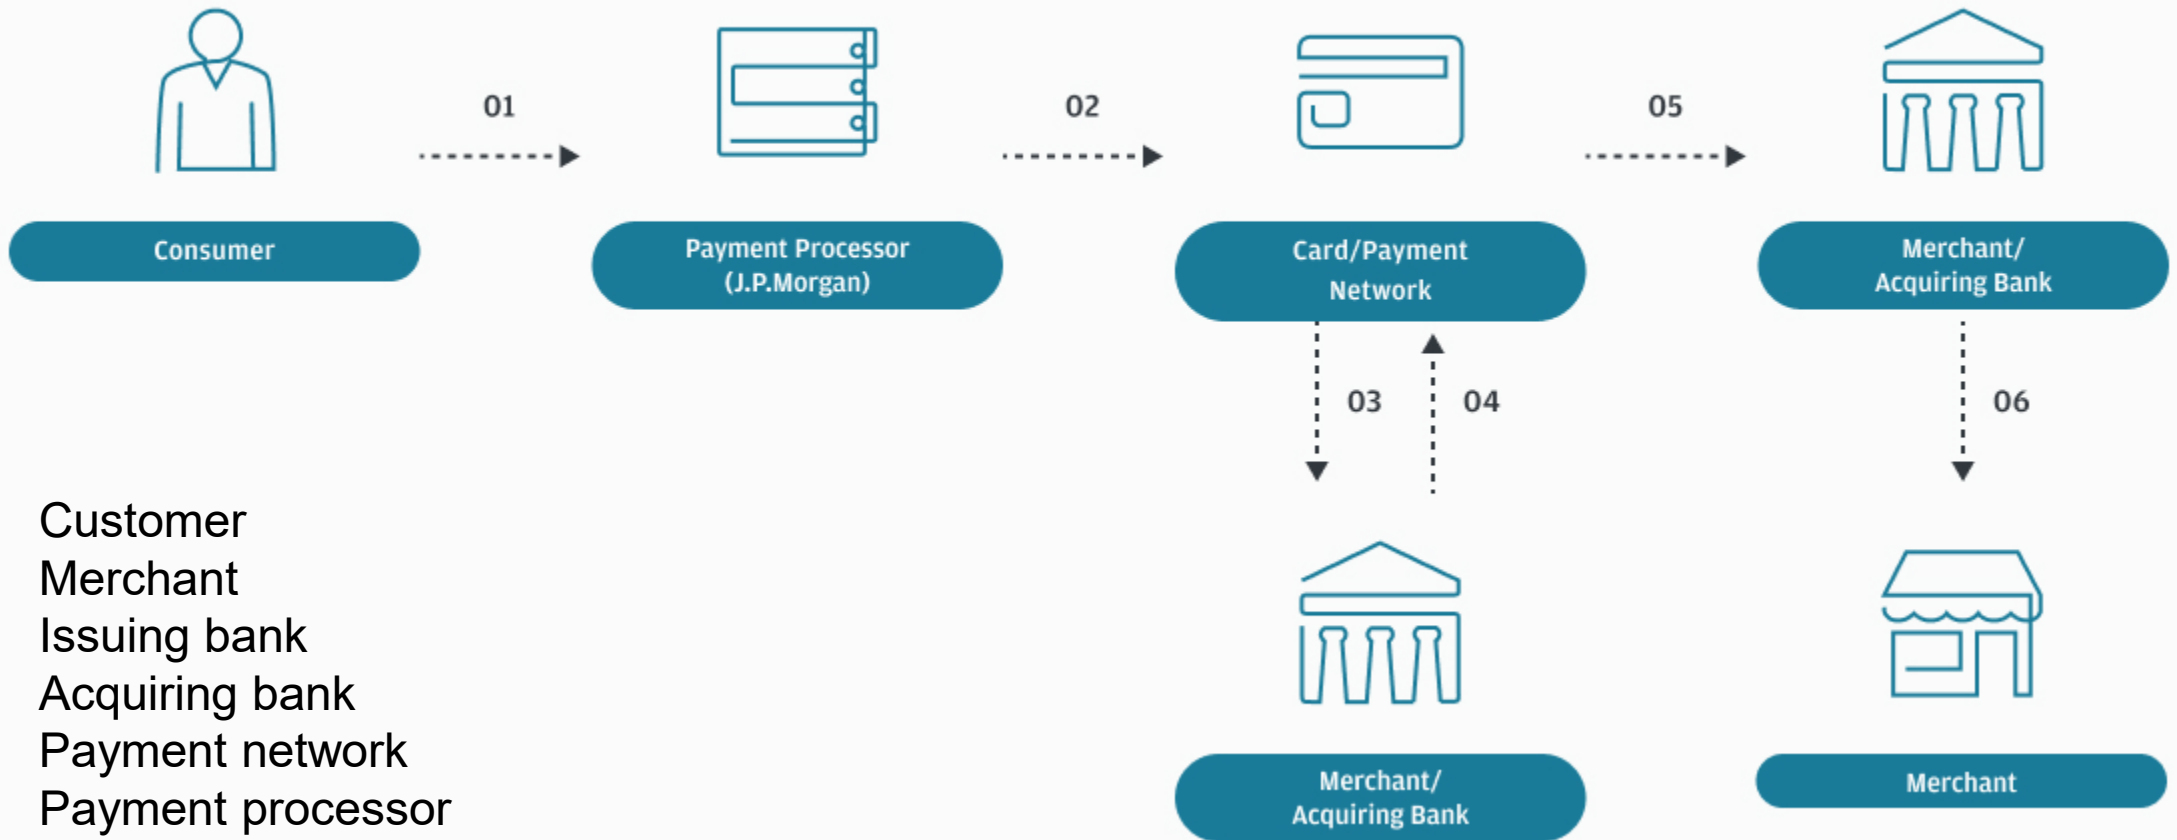 01
02
05
Consumer
Payment Processor
(J.P.Morgan)
Card/Payment
Network
Merchant/
Acquiring Bank
03
04
06
Customer
Merchant
Issuing bank
Acquiring bank
Payment network
Payment processor
Merchant/
Acquiring Bank
Merchant